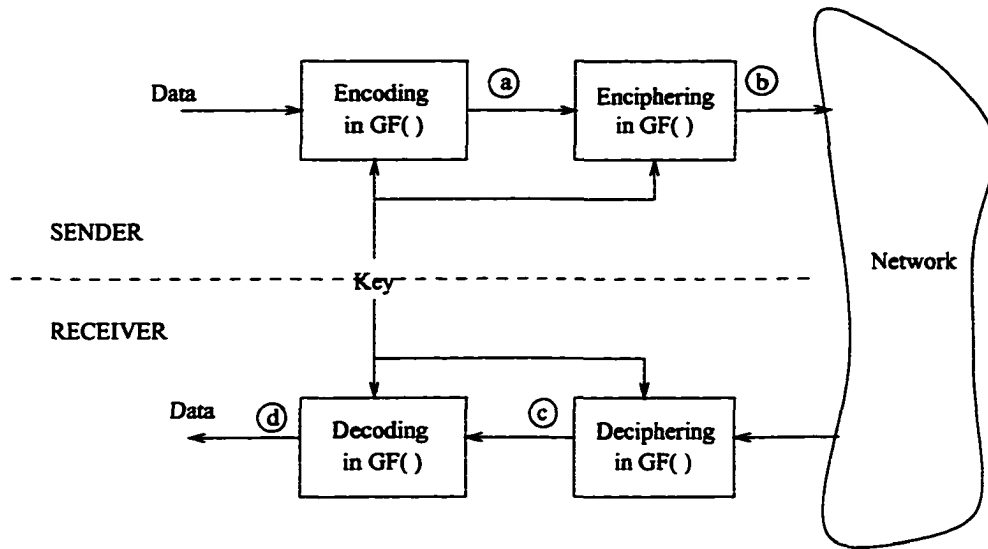 Data
Encoding
in GF( )
a
Enciphering
in GF( )
b
SENDER
Network
Key
RECEIVER
Data
d
Decoding
in GF( )
c
Deciphering
in GF( )